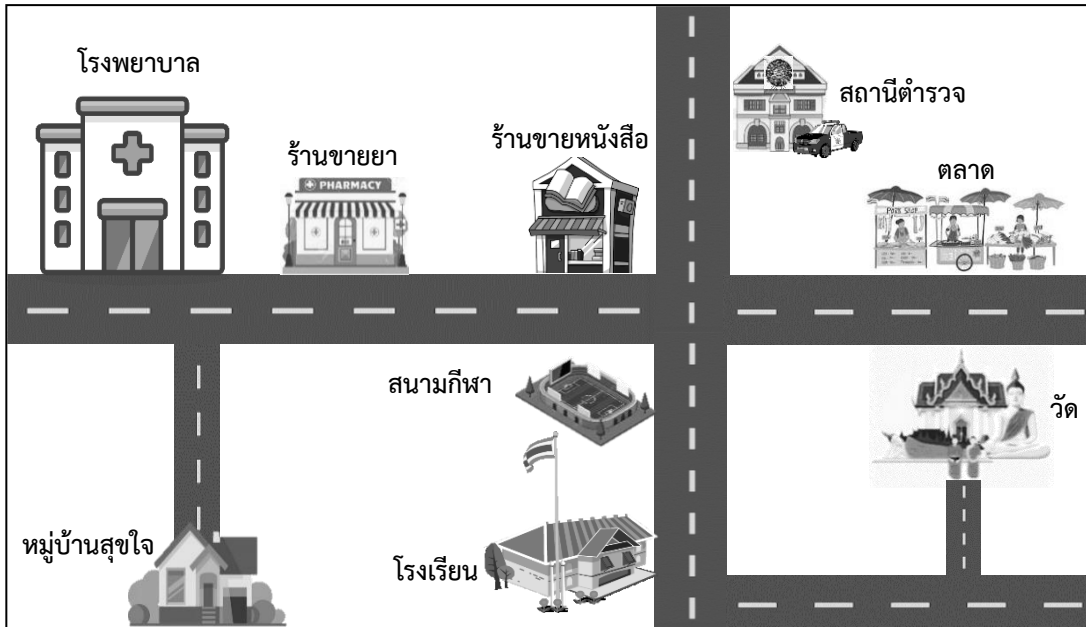 โรงพยาบาล
สถานีตำรวจ
ร้านขายยา
ร้านขายหนังสือ
ตลาด
PHARMACY
PORK SHOP
สนามกีฬา
วัด
หมู่บ้านสุขใจ
โรงเรียน